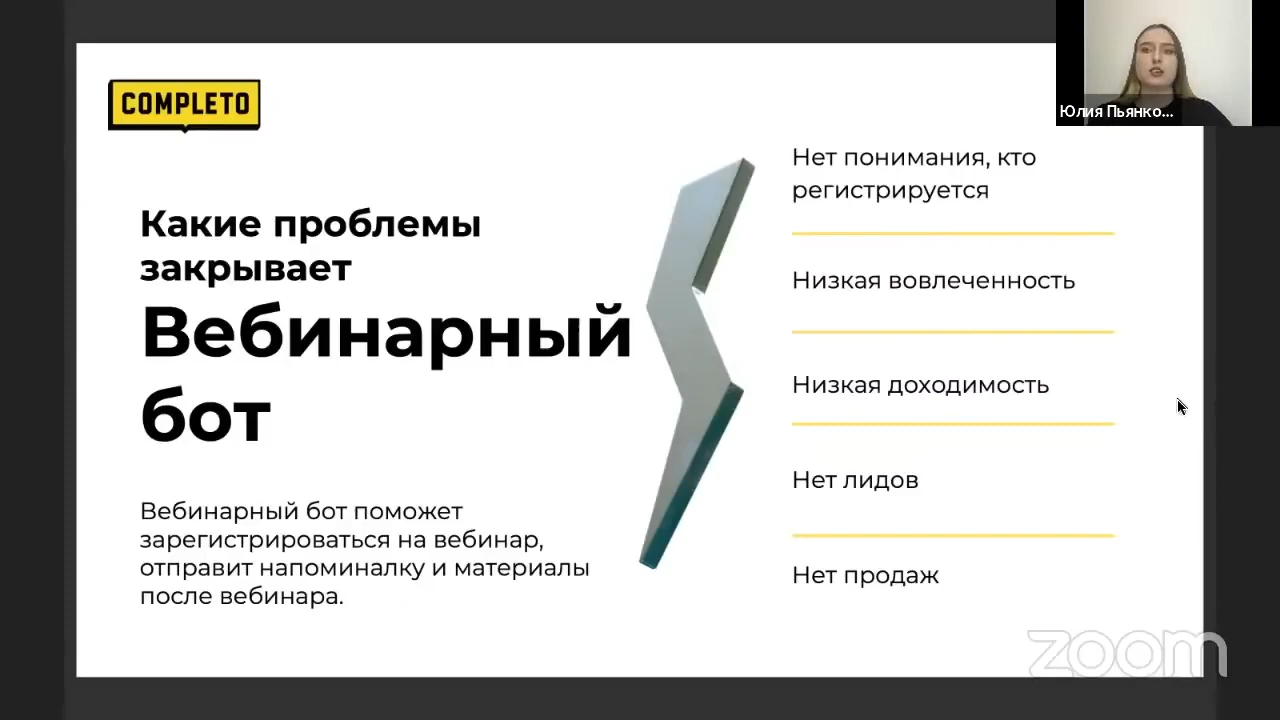 COMPLETO
Юлия Пьянко...
Какие проблемы
закрывает
Вебинарный
бот
Вебинарный бот поможет
зарегистрироваться на вебинар,
отправит напоминалку и материалы
после вебинара.
Нет понимания, кто
регистрируется
Низкая вовлеченность
Низкая доходимость
Нет лидов
Нет продаж
zoom